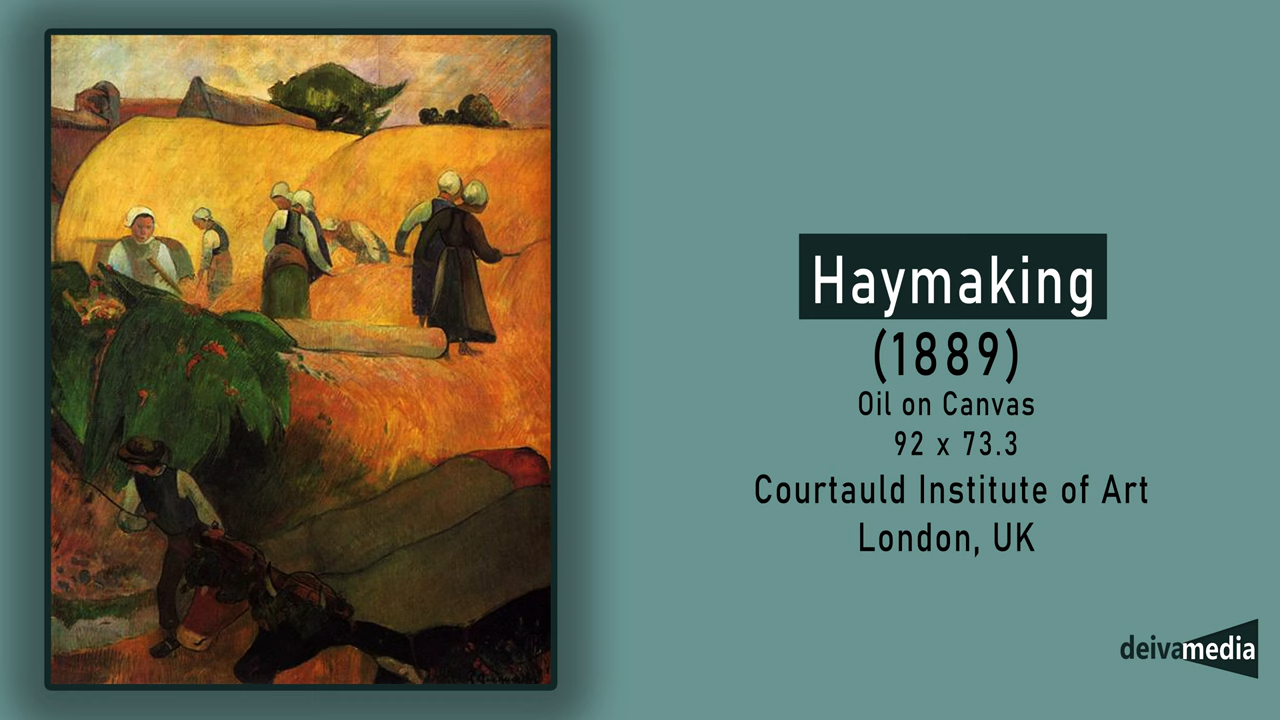 Haymaking
(1889)
Oil on Canvas
92 x 73.3
Courtauld Institute of Art
London, UK
deivamedia